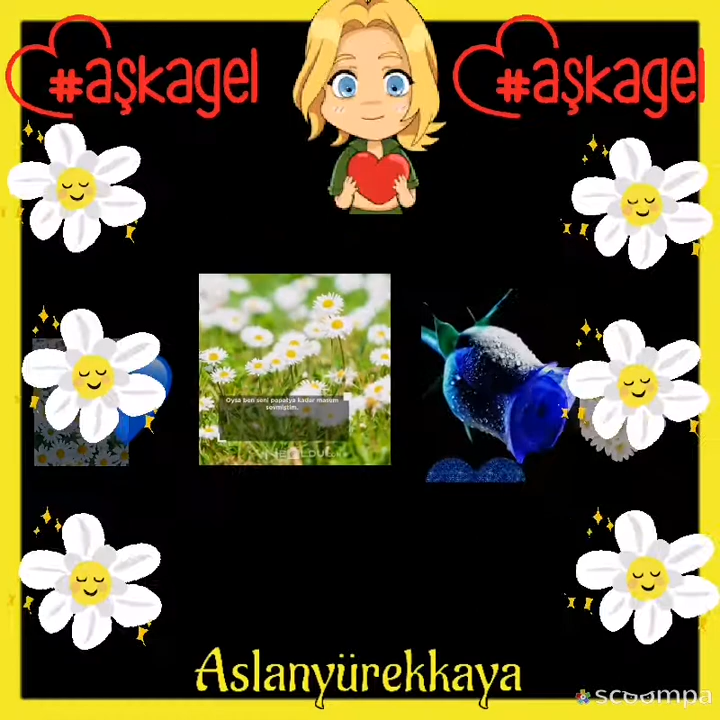 #aşkagel
#aşkagel
Oysa ben seni papatya kadar masum
sevmiştim.
Aslanyürekkaya
scoompa